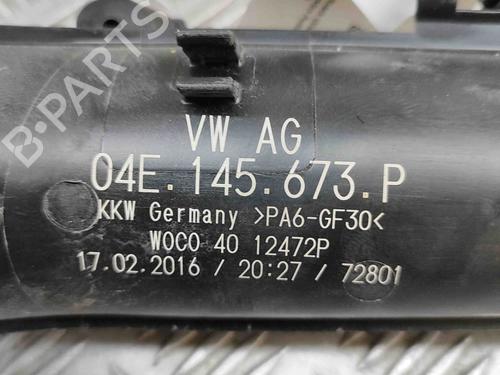 B-PARTS
VW AG
04E.145.673.P
KKW Germany >PA6-GF30<
WOCO 40 12472P
17.02.2016 / 20:27 / 72801